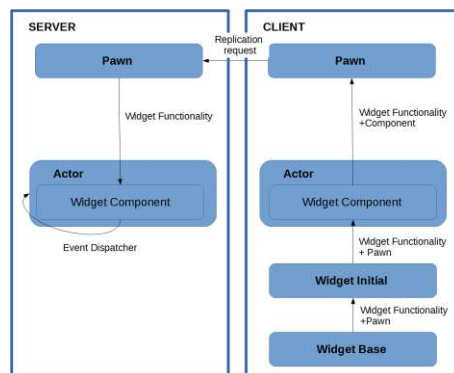 SERVER
Pawn
Widget Functionality
Actor
Widget Component
Event Dispatcher
Replication
request
CLIENT
Pawn
Widget Functionality
+Component
Actor
Widget Component
Widget Functionality
+ Pawn
Widget Initial
Widget Functionality
+Pawn
Widget Base